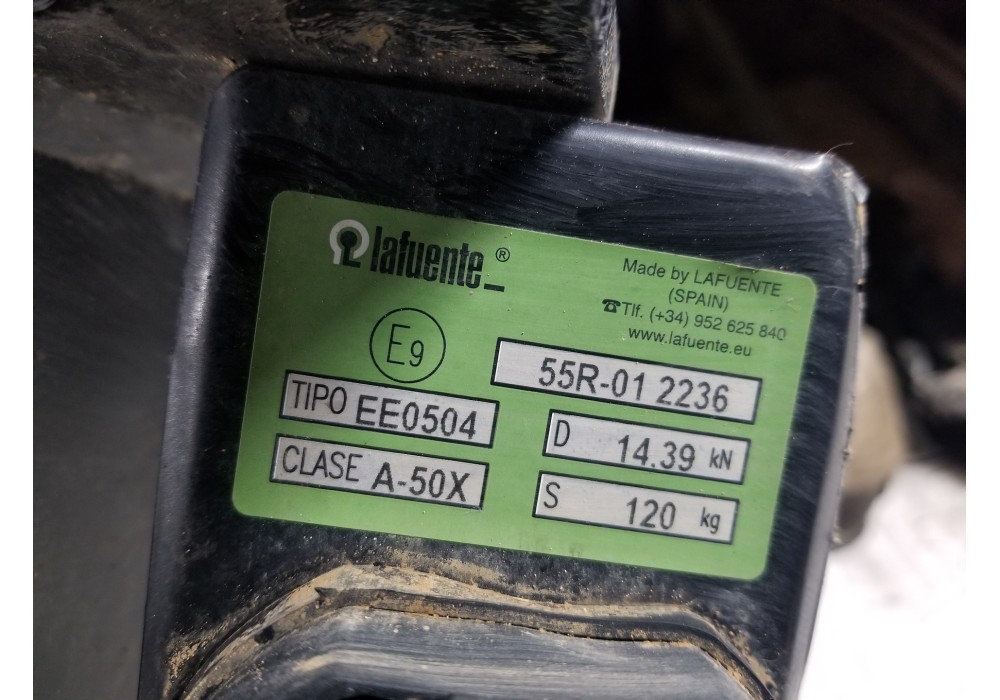 lafuente®
Made by LAFUENTE
(SPAIN)
☎Tlf. (+34) 952 625 840
www.lafuente.eu
E9
55R-01 2236
TIPO EE0504
D 14.39 kN
CLASE A-50X
S 120 kg